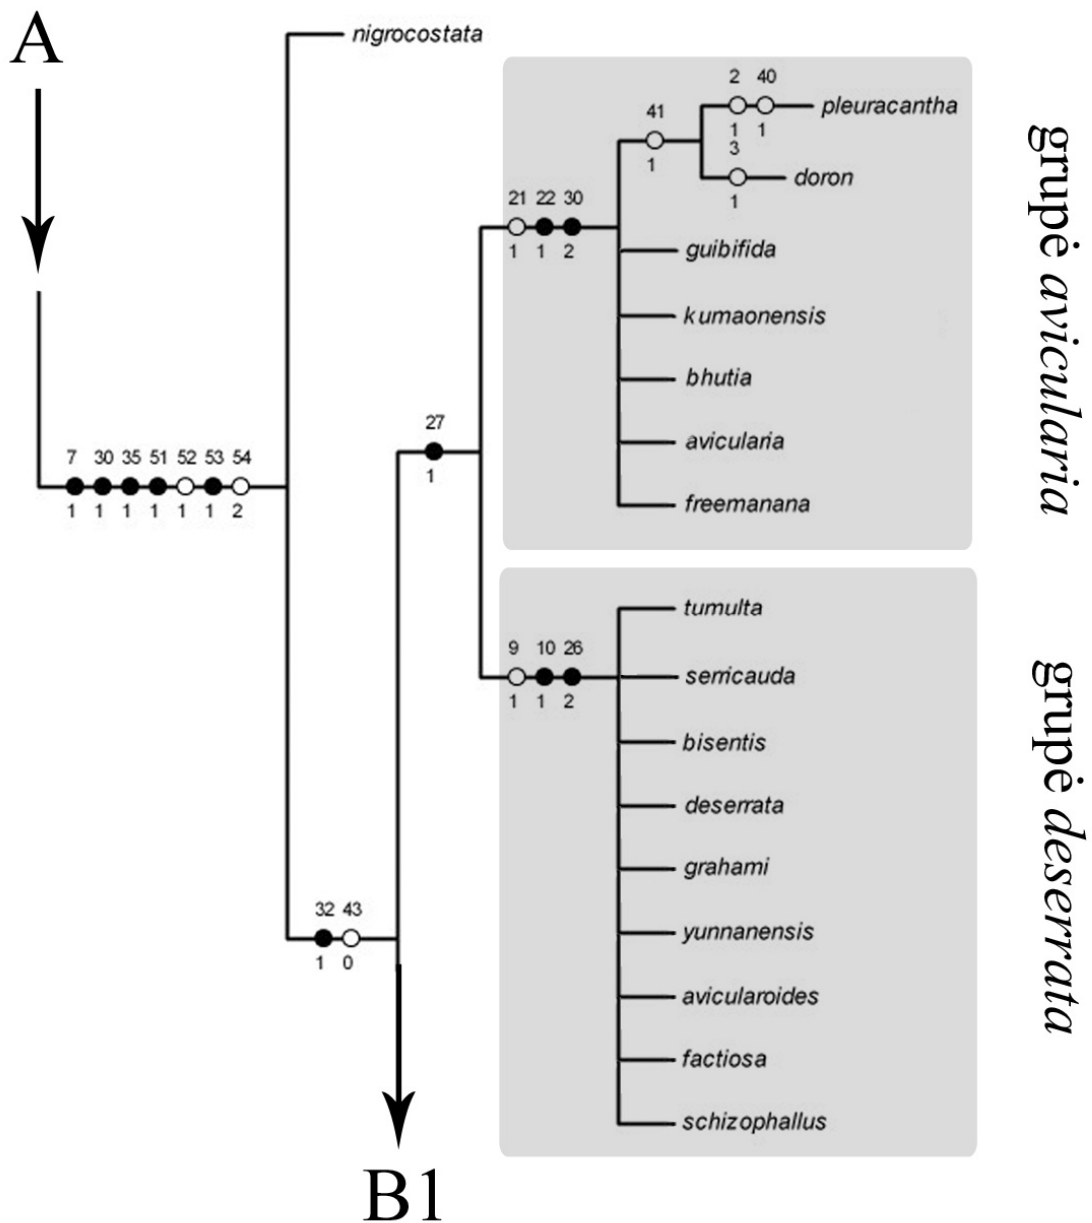 A
nigrocostata
2 40
pleuracantha
1 1
41
1
3
doron
1
21 22 30
1 1 2
guibifida
kumaonensis
bhutia
avicularia
freemanana
grupė avicularia
27
1
7 30 35 51 52 53 54
1 1 1 1 1 1 2
tumulta
9 10 26
serricauda
1 1 2
bisentis
deserrata
grahami
yunnanensis
avicularoides
factiosa
schizophallus
grupė deserrata
32 43
1 0
B1